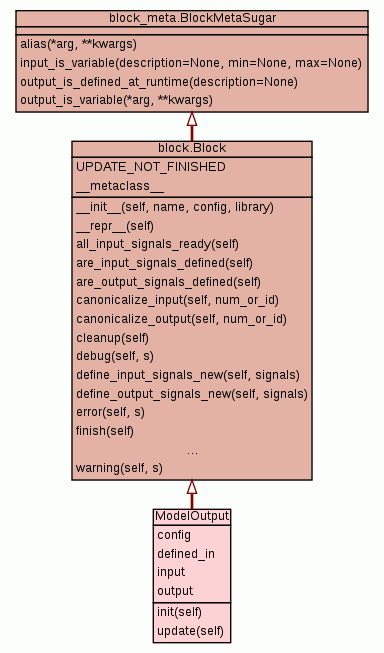 block_meta.BlockMetaSugar
alias(*arg, **kwargs)
input_is_variable(description=None, min=None, max=None)
output_is_defined_at_runtime(description=None)
output_is_variable(*arg, **kwargs)
block.Block
UPDATE_NOT_FINISHED
__metaclass__
__init__(self, name, config, library)
__repr__(self)
all_input_signals_ready(self)
are_input_signals_defined(self)
are_output_signals_defined(self)
canonicalize_input(self, num_or_id)
canonicalize_output(self, num_or_id)
cleanup(self)
debug(self, s)
define_input_signals_new(self, signals)
define_output_signals_new(self, signals)
error(self, s)
finish(self)
...
warning(self, s)
ModelOutput
config
defined_in
input
output
init(self)
update(self)